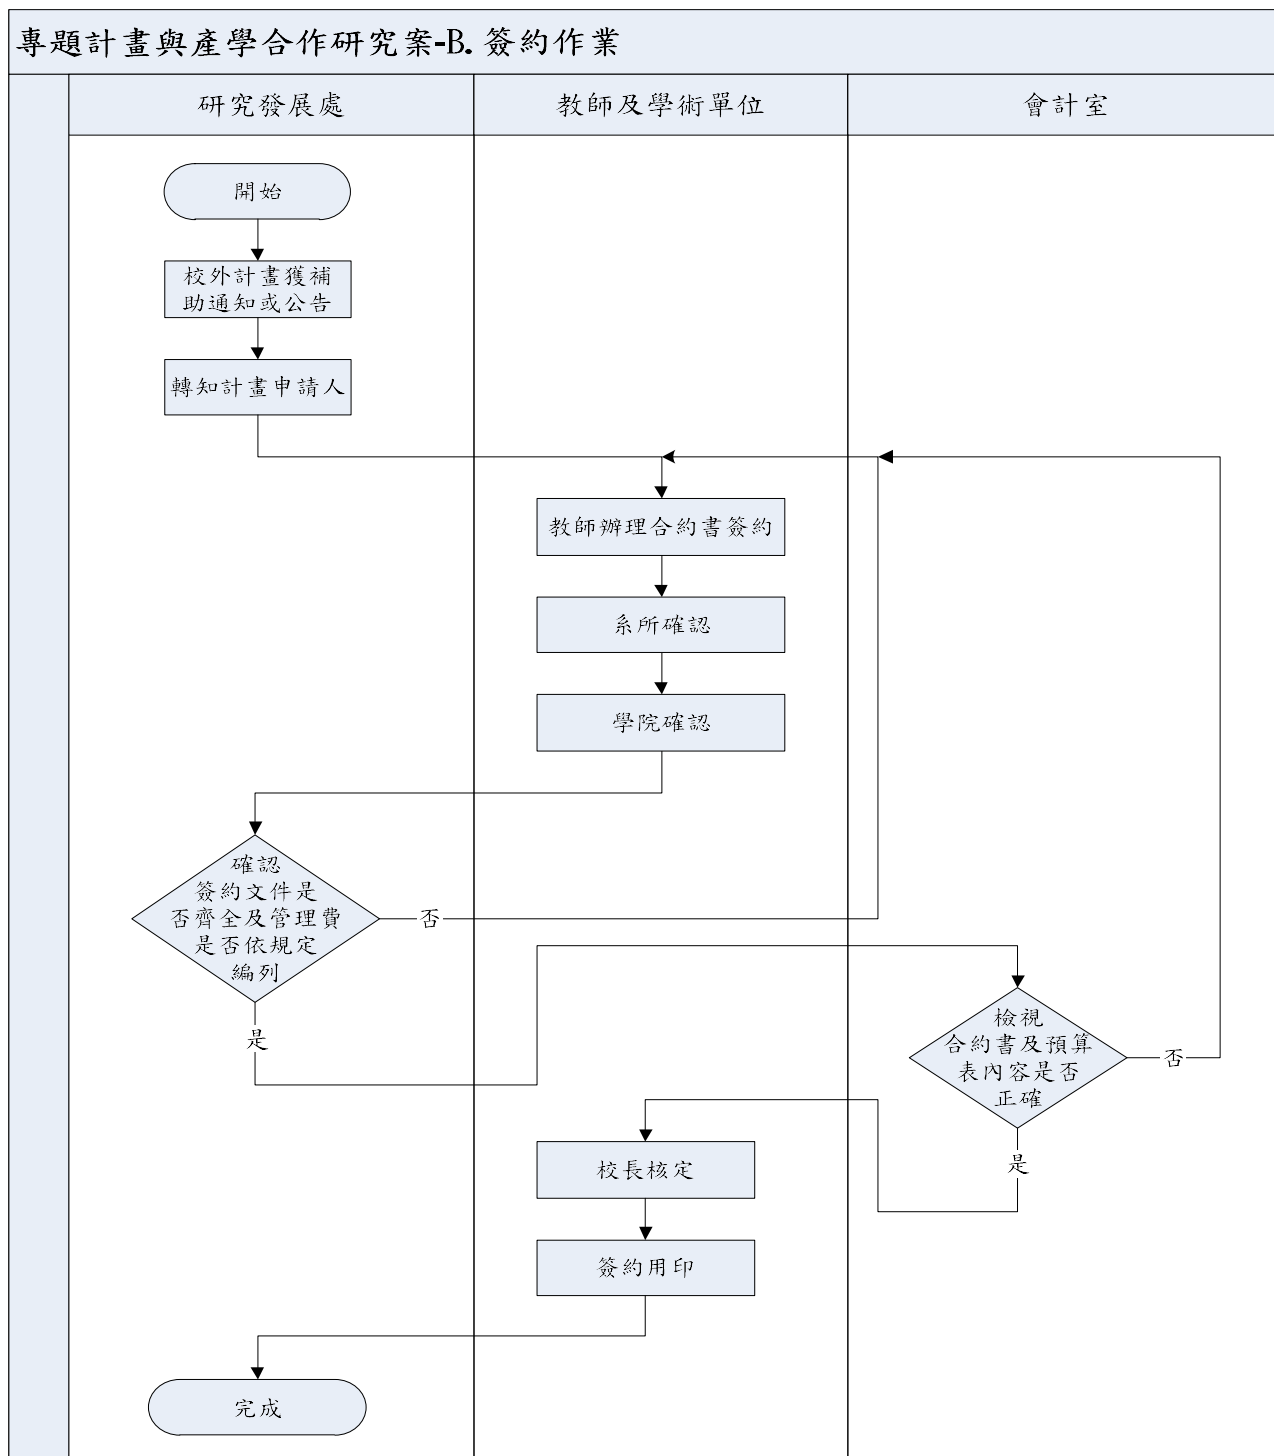 專題計畫與產學合作研究案-B. 簽約作業
研究發展處
教師及學術單位
會計室
開始
校外計畫獲補
助通知或公告
轉知計畫申請人
教師辦理合約書簽約
系所確認
學院確認
確認
簽約文件是
否齊全及管理費
是否依規定
編列
否
是
檢視
合約書及預算
表內容是否
正確
否
是
校長核定
簽約用印
完成